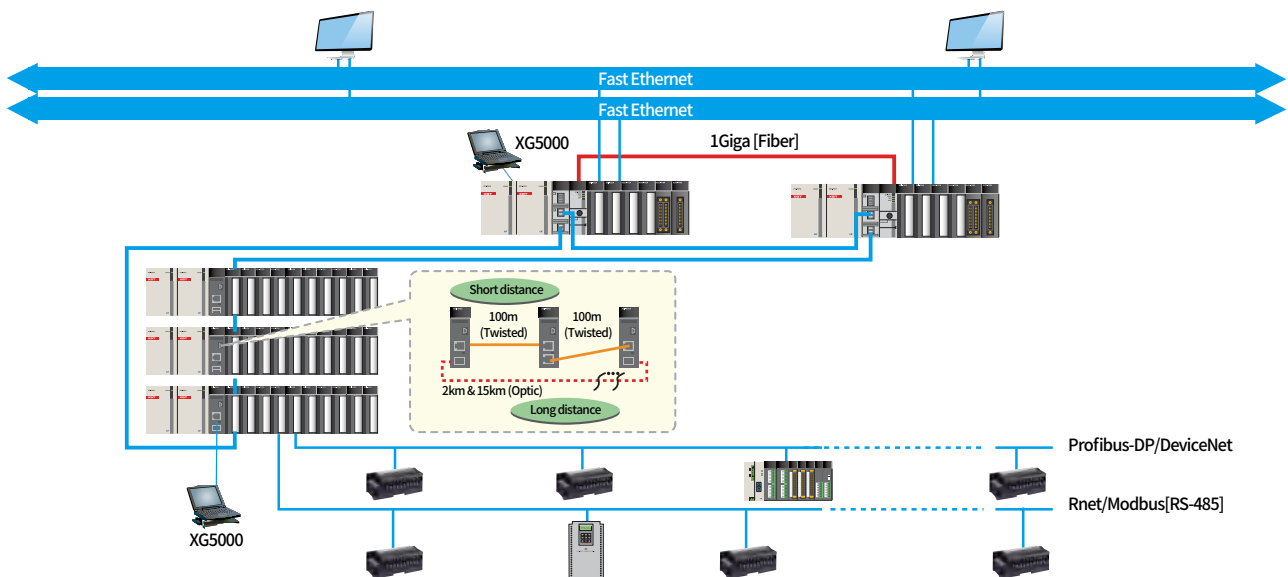 Fast Ethernet
Fast Ethernet
XG5000
1Giga [Fiber]
Short distance
100m
(Twisted)
100m
(Twisted)
2km & 15km (Optic)
Long distance
Profibus-DP/DeviceNet
Rnet/Modbus[RS-485]
XG5000